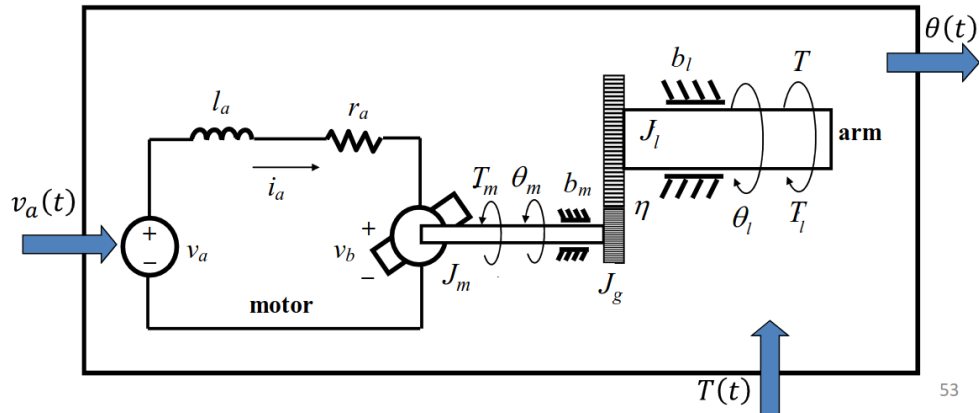 θ(t)
b_l
T
l_a
r_a
J_l
arm
i_a
T_m
θ_m
b_m
v_a(t)
+
−
v_a
+
v_b
−
η
θ_l
T_l
J_m
J_g
motor
T(t)
53